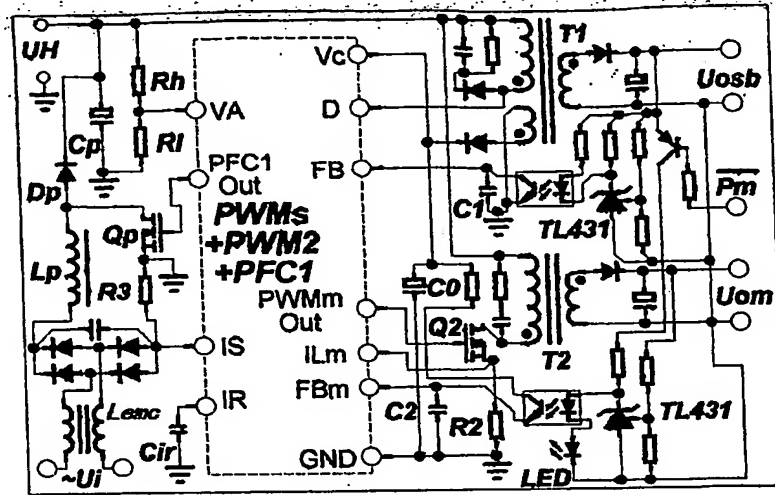 UH
Rh
Rl
Cp
Dp
Lp
Qp
R3
Lemc
~Ui
Cir
VA
PFC1
Out
PWMs
+PWM2
+PFC1
IS
IR
Vc
D
FB
PWMm
Out
ILm
FBm
GND
T1
Uosb
Pm
C1
TL431
C0
Q2
T2
Uom
C2
R2
LED
TL431